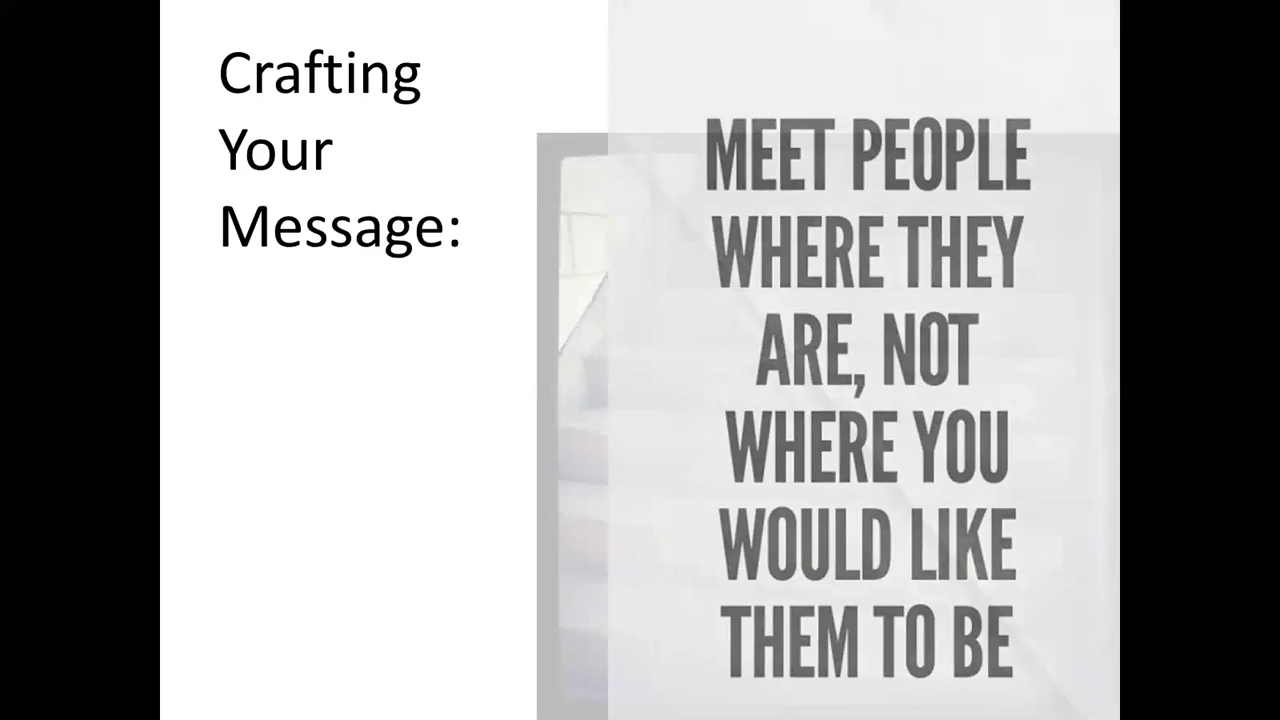 Crafting
Your
Message:
MEET PEOPLE
WHERE THEY
ARE, NOT
WHERE YOU
WOULD LIKE
THEM TO BE